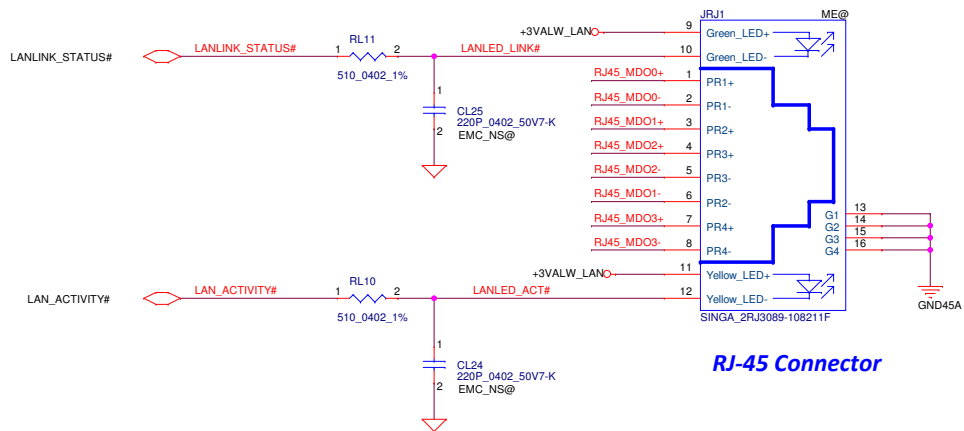 JRJ1 ME@
+3VALW_LAN 9 Green_LED+
LANLINK_STATUS# LANLINK_STATUS# 1 RL11 2 LANLED_LINK# 10 Green_LED-
510_0402_1%
RJ45_MDO0+ 1 PR1+
RJ45_MDO0- 2 PR1-
1 CL25
220P_0402_50V7-K
2 EMC_NS@
RJ45_MDO1+ 3 PR2+
RJ45_MDO2+ 4 PR3+
RJ45_MDO2- 5 PR3-
RJ45_MDO1- 6 PR2-
RJ45_MDO3+ 7 PR4+
RJ45_MDO3- 8 PR4-
G1 13
G2 14
G3 15
G4 16
GND45A
+3VALW_LAN 11 Yellow_LED+
LAN_ACTIVITY# LAN_ACTIVITY# 1 RL10 2 LANLED_ACT# 12 Yellow_LED-
510_0402_1%
SINGA_2RJ3089-108211F
1 CL24
220P_0402_50V7-K
2 EMC_NS@
RJ-45 Connector